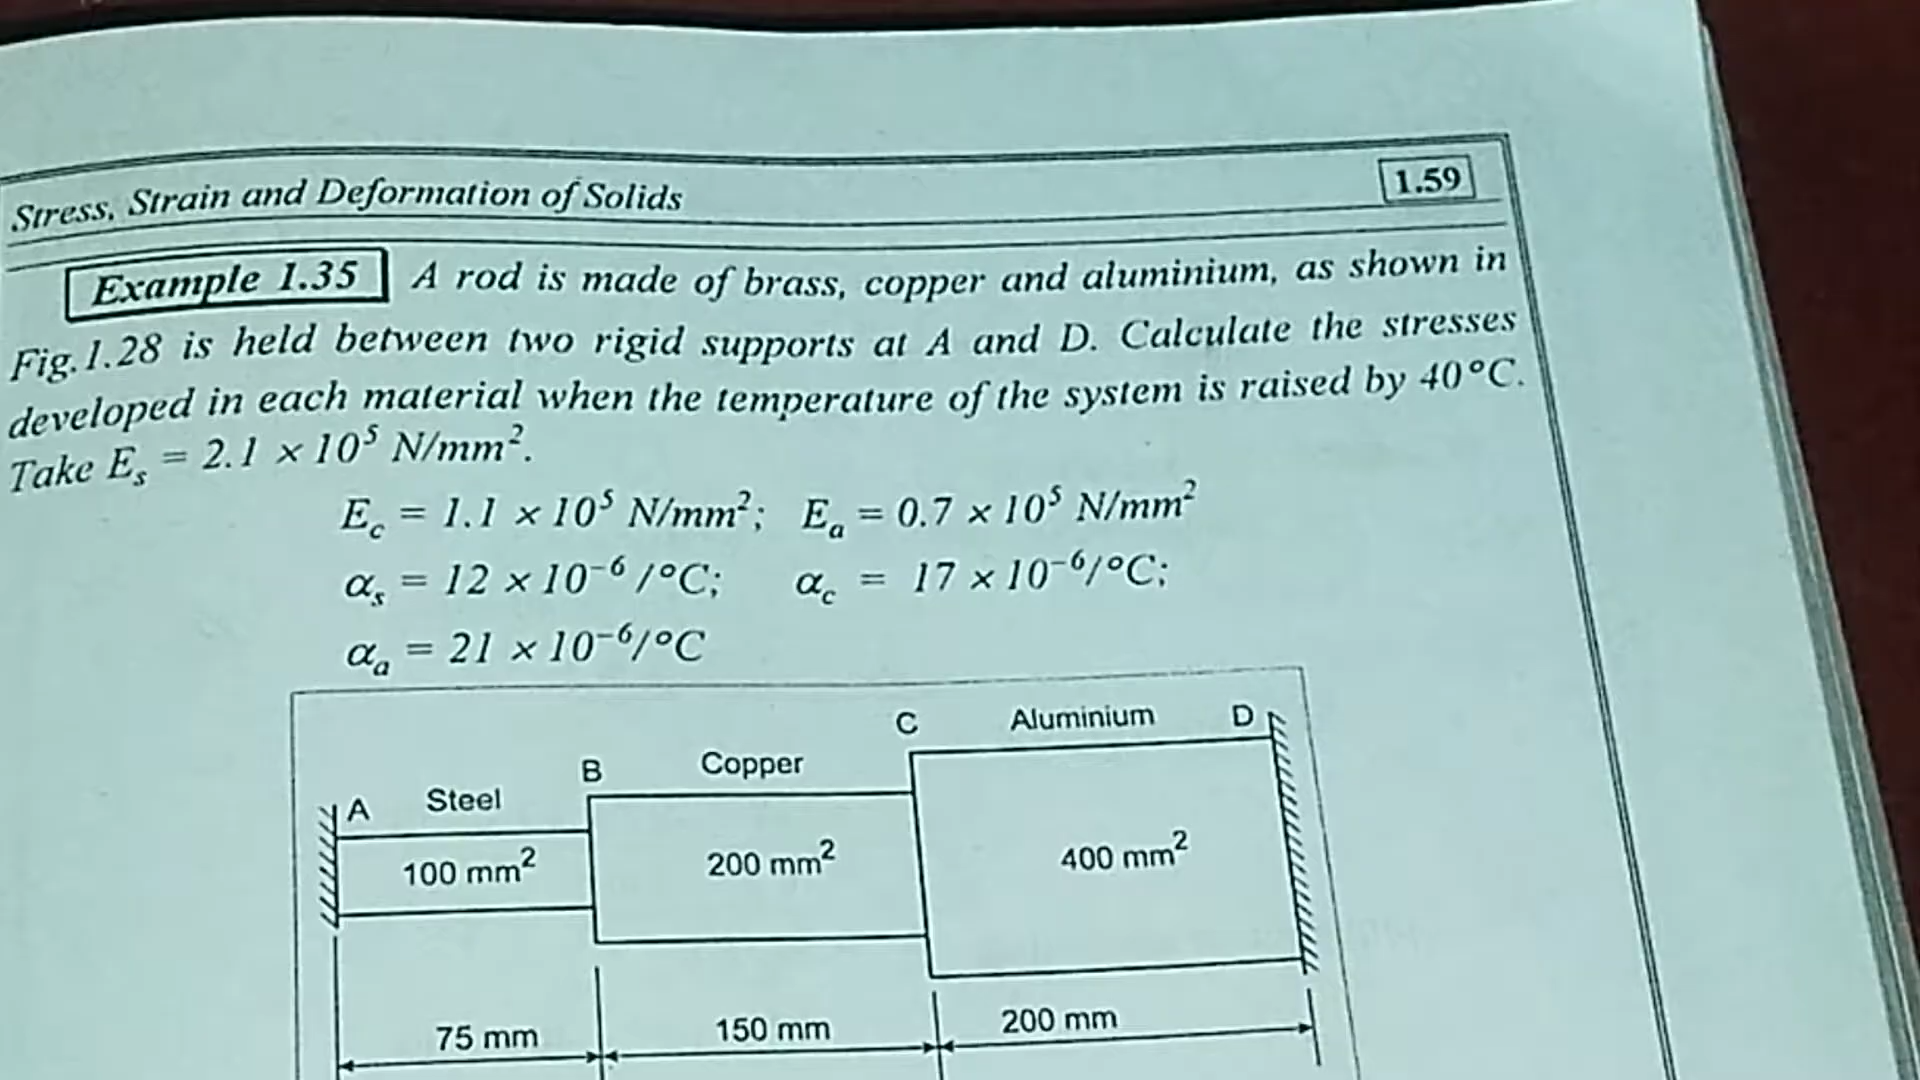 Stress, Strain and Deformation of Solids
1.59
Example 1.35 A rod is made of brass, copper and aluminium, as shown in
Fig.1.28 is held between two rigid supports at A and D. Calculate the stresses
developed in each material when the temperature of the system is raised by 40°C.
Take Eₛ = 2.1 × 10⁵ N/mm².
E꜀ = 1.1 × 10⁵ N/mm²; Eₐ = 0.7 × 10⁵ N/mm²
αₛ = 12 × 10⁻⁶ /°C; α꜀ = 17 × 10⁻⁶/°C;
αₐ = 21 × 10⁻⁶/°C
C Aluminium D
B Copper
A Steel
100 mm² 200 mm² 400 mm²
75 mm 150 mm 200 mm